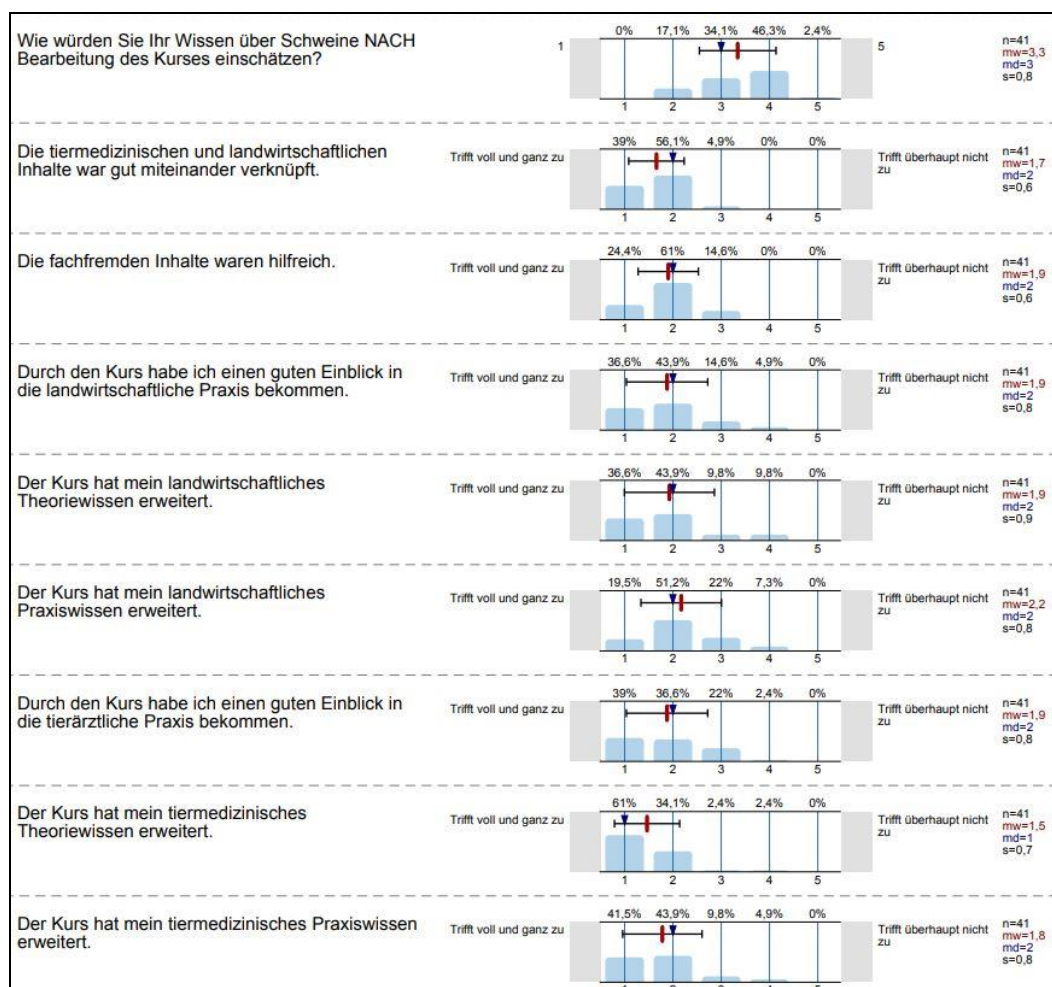 Wie würden Sie Ihr Wissen über Schweine NACH
Bearbeitung des Kurses einschätzen?
1
0% 17,1% 34,1% 46,3% 2,4%
1 2 3 4 5
5
n=41
mw=3,3
md=3
s=0,8
Die tiermedizinischen und landwirtschaftlichen
Inhalte war gut miteinander verknüpft.
Trifft voll und ganz zu
39% 56,1% 4,9% 0% 0%
1 2 3 4 5
Trifft überhaupt nicht
zu
n=41
mw=1,7
md=2
s=0,6
Die fachfremden Inhalte waren hilfreich.
Trifft voll und ganz zu
24,4% 61% 14,6% 0% 0%
1 2 3 4 5
Trifft überhaupt nicht
zu
n=41
mw=1,9
md=2
s=0,6
Durch den Kurs habe ich einen guten Einblick in
die landwirtschaftliche Praxis bekommen.
Trifft voll und ganz zu
36,6% 43,9% 14,6% 4,9% 0%
1 2 3 4 5
Trifft überhaupt nicht
zu
n=41
mw=1,9
md=2
s=0,8
Der Kurs hat mein landwirtschaftliches
Theoriewissen erweitert.
Trifft voll und ganz zu
36,6% 43,9% 9,8% 9,8% 0%
1 2 3 4 5
Trifft überhaupt nicht
zu
n=41
mw=1,9
md=2
s=0,9
Der Kurs hat mein landwirtschaftliches
Praxiswissen erweitert.
Trifft voll und ganz zu
19,5% 51,2% 22% 7,3% 0%
1 2 3 4 5
Trifft überhaupt nicht
zu
n=41
mw=2,2
md=2
s=0,8
Durch den Kurs habe ich einen guten Einblick in
die tierärztliche Praxis bekommen.
Trifft voll und ganz zu
39% 36,6% 22% 2,4% 0%
1 2 3 4 5
Trifft überhaupt nicht
zu
n=41
mw=1,9
md=2
s=0,8
Der Kurs hat mein tiermedizinisches
Theoriewissen erweitert.
Trifft voll und ganz zu
61% 34,1% 2,4% 2,4% 0%
1 2 3 4 5
Trifft überhaupt nicht
zu
n=41
mw=1,5
md=1
s=0,7
Der Kurs hat mein tiermedizinisches Praxiswissen
erweitert.
Trifft voll und ganz zu
41,5% 43,9% 9,8% 4,9% 0%
1 2 3 4 5
Trifft überhaupt nicht
zu
n=41
mw=1,8
md=2
s=0,8